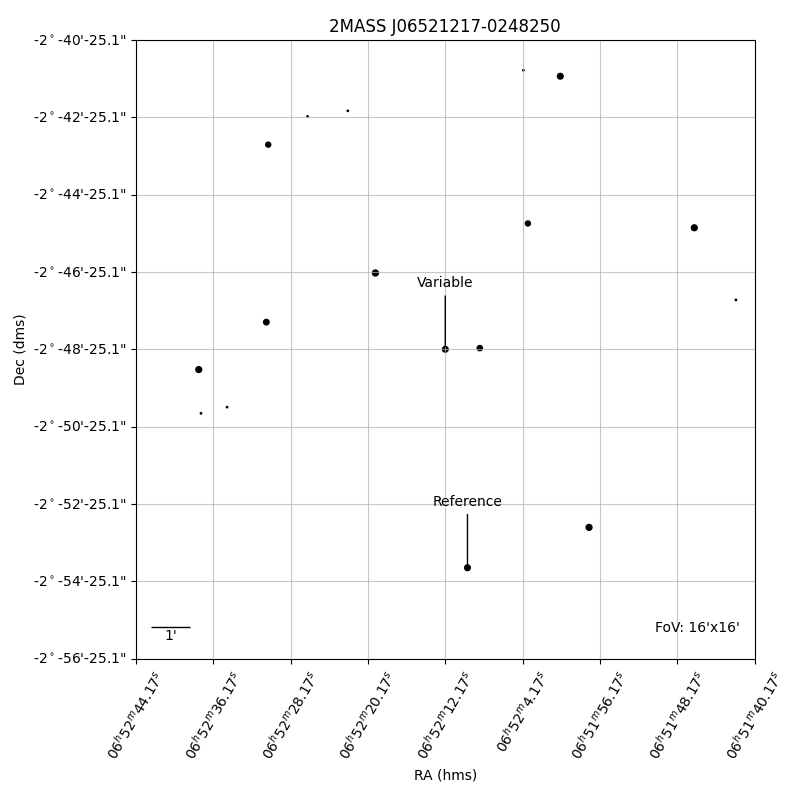 2MASS J06521217-0248250
-2°-40'-25.1"
-2°-42'-25.1"
-2°-44'-25.1"
-2°-46'-25.1"
Variable
-2°-48'-25.1"
-2°-50'-25.1"
-2°-52'-25.1"
Reference
-2°-54'-25.1"
1'
FoV: 16'x16'
-2°-56'-25.1"
Dec (dms)
06ʰ52ᵐ44.17ˢ
06ʰ52ᵐ36.17ˢ
06ʰ52ᵐ28.17ˢ
06ʰ52ᵐ20.17ˢ
06ʰ52ᵐ12.17ˢ
06ʰ52ᵐ4.17ˢ
06ʰ51ᵐ56.17ˢ
06ʰ51ᵐ48.17ˢ
06ʰ51ᵐ40.17ˢ
RA (hms)